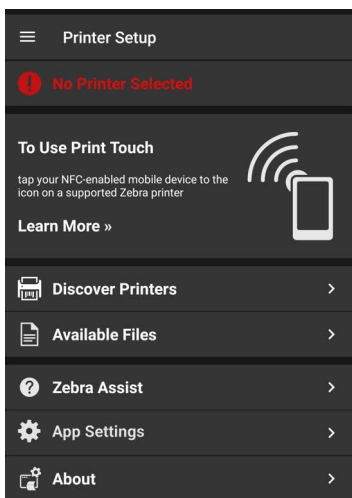 Printer Setup
No Printer Selected
To Use Print Touch
tap your NFC-enabled mobile device to the
icon on a supported Zebra printer
Learn More »
Discover Printers
Available Files
Zebra Assist
App Settings
About